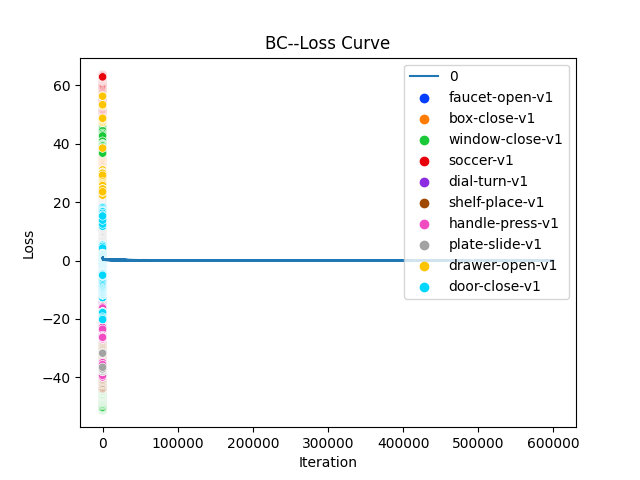 BC--Loss Curve
60
40
20
0
−20
−40
Loss
0
faucet-open-v1
box-close-v1
window-close-v1
soccer-v1
dial-turn-v1
shelf-place-v1
handle-press-v1
plate-slide-v1
drawer-open-v1
door-close-v1
0 100000 200000 300000 400000 500000 600000
Iteration